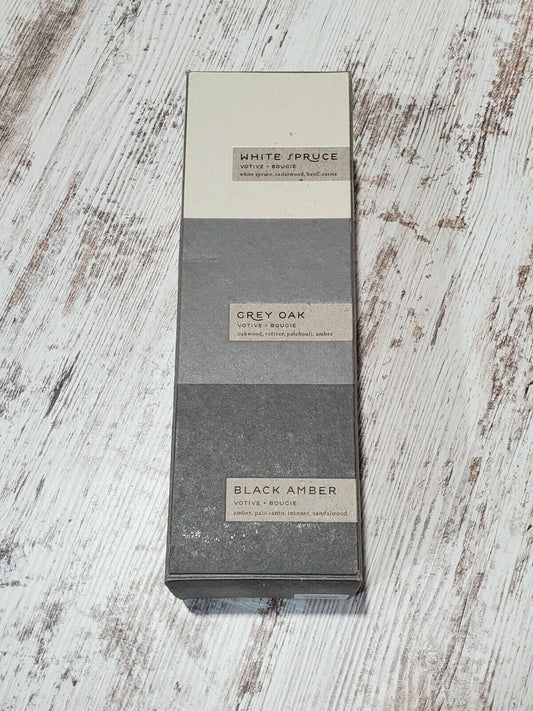 WHITE SPRUCE
VOTIVE • BOUGIE
white spruce, cedarwood, basil, cassia
GREY OAK
VOTIVE • BOUGIE
oakwood, vetiver, patchouli, amber
BLACK AMBER
VOTIVE • BOUGIE
amber, palo santo, incense, sandalwood